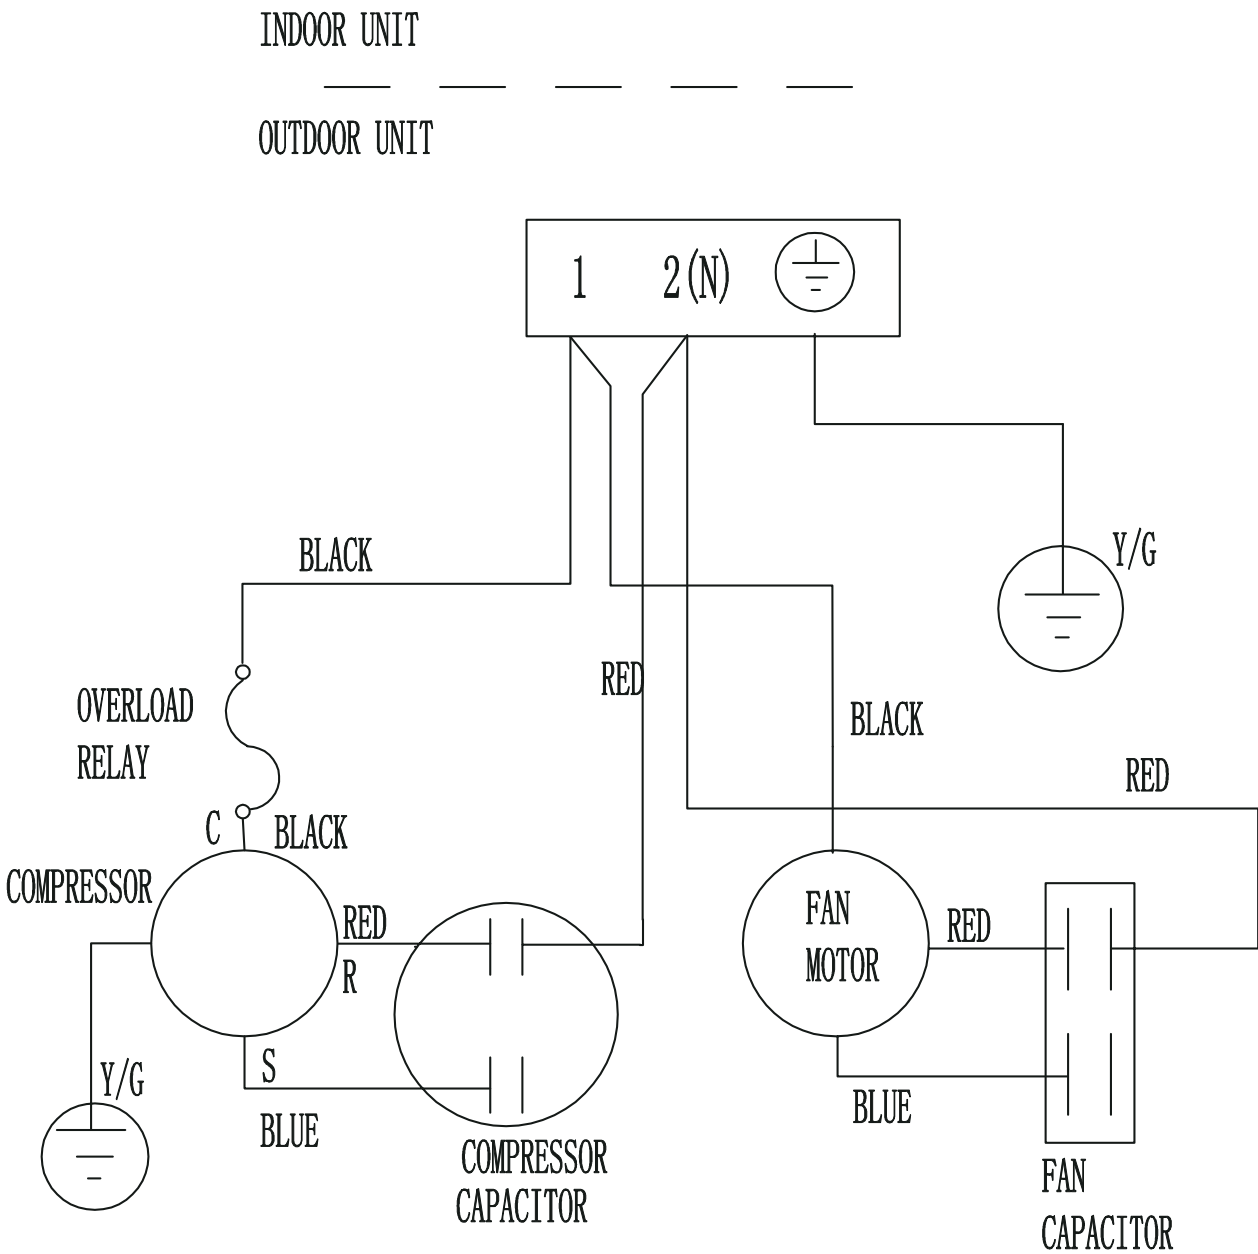 INDOOR UNIT
OUTDOOR UNIT
1 2(N)
BLACK
Y/G
RED
OVERLOAD
RELAY
BLACK
RED
C
BLACK
COMPRESSOR
RED
R
FAN
MOTOR
RED
S
Y/G
BLUE
BLUE
COMPRESSOR
CAPACITOR
FAN
CAPACITOR